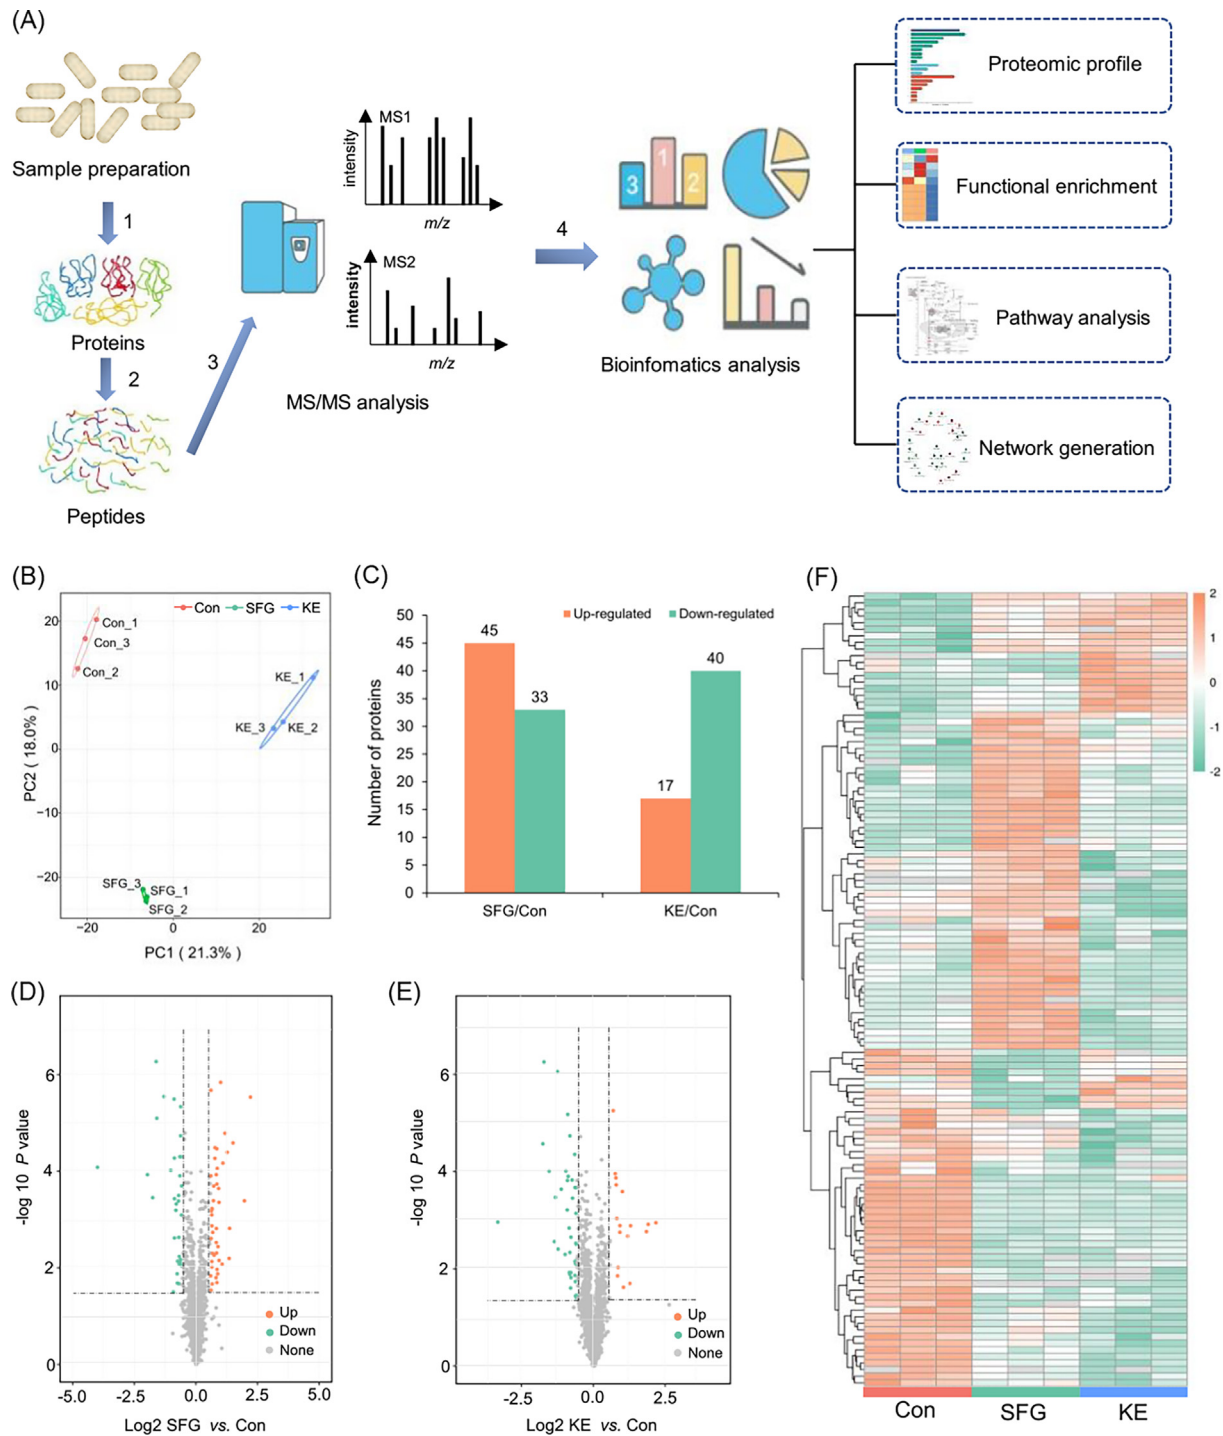 (A)
Sample preparation
1
Proteins
2
Peptides
3
MS1
intensity
m/z
MS2
intensity
m/z
MS/MS analysis
4
3
1
2
Bioinfomatics analysis
Proteomic profile
Functional enrichment
Pathway analysis
Network generation
(B)
Con SFG KE
Con_1
Con_3
Con_2
KE_1
KE_3
KE_2
SFG_3
SFG_1
SFG_2
20
10
0
−10
−20
PC2 ( 18.0% )
−20 0 20
PC1 ( 21.3% )
(C)
Up-regulated Down-regulated
50
45
40
35
30
25
20
15
10
5
0
Number of proteins
45
33
17
40
SFG/Con KE/Con
(D)
6
4
2
0
-log 10 P value
Up
Down
None
-5.0 -2.5 0.0 2.5 5.0
Log2 SFG vs. Con
(E)
6
4
2
0
-log 10 P value
Up
Down
None
-2.5 0.0 2.5
Log2 KE vs. Con
(F)
2
1
0
-1
-2
Con SFG KE